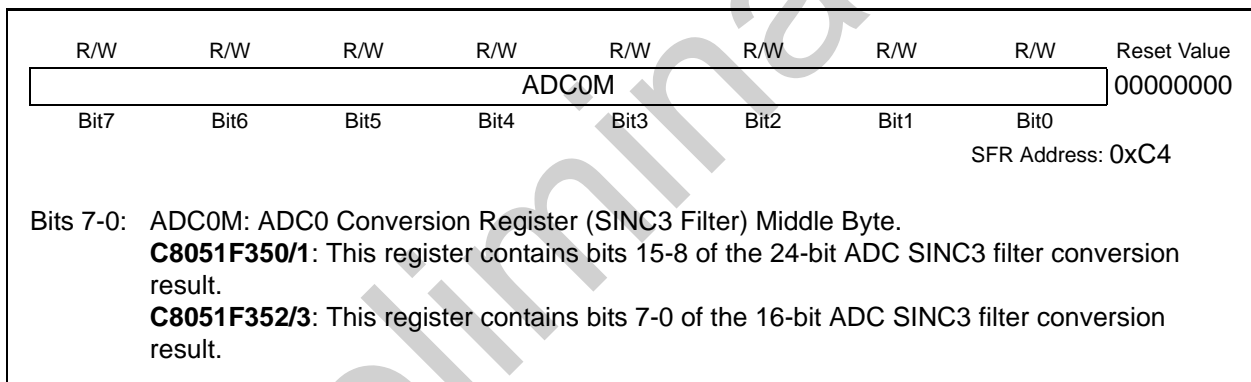 R/W R/W R/W R/W R/W R/W R/W R/W Reset Value
ADC0M 00000000
Bit7 Bit6 Bit5 Bit4 Bit3 Bit2 Bit1 Bit0
SFR Address: 0xC4
Bits 7-0: ADC0M: ADC0 Conversion Register (SINC3 Filter) Middle Byte.
C8051F350/1: This register contains bits 15-8 of the 24-bit ADC SINC3 filter conversion
result.
C8051F352/3: This register contains bits 7-0 of the 16-bit ADC SINC3 filter conversion
result.
elimina